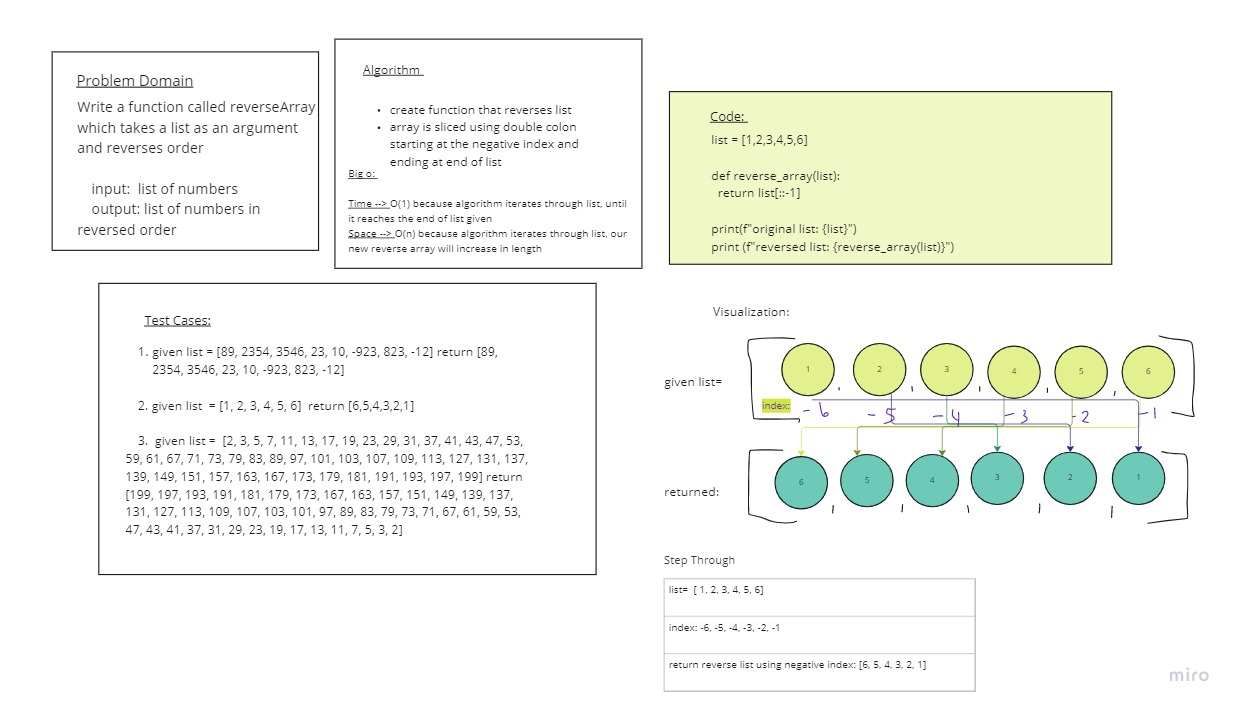 Problem Domain
Write a function called reverseArray
which takes a list as an argument
and reverses order
input: list of numbers
output: list of numbers in
reversed order
Algorithm
• create function that reverses list
• array is sliced using double colon
starting at the negative index and
ending at end of list
Big o:
Time --> O(1) because algorithm iterates through list, until
it reaches the end of list given
Space --> O(n) because algorithm iterates through list, our
new reverse array will increase in length
Code:
list = [1,2,3,4,5,6]
def reverse_array(list):
return list[::-1]
print(f"original list: {list}")
print (f"reversed list: {reverse_array(list)}")
Test Cases:
1. given list = [89, 2354, 3546, 23, 10, -923, 823, -12] return [89,
2354, 3546, 23, 10, -923, 823, -12]
2. given list = [1, 2, 3, 4, 5, 6] return [6,5,4,3,2,1]
3. given list = [2, 3, 5, 7, 11, 13, 17, 19, 23, 29, 31, 37, 41, 43, 47, 53,
59, 61, 67, 71, 73, 79, 83, 89, 97, 101, 103, 107, 109, 113, 127, 131, 137,
139, 149, 151, 157, 163, 167, 173, 179, 181, 191, 193, 197, 199] return
[199, 197, 193, 191, 181, 179, 173, 167, 163, 157, 151, 149, 139, 137,
131, 127, 113, 109, 107, 103, 101, 97, 89, 83, 79, 73, 71, 67, 61, 59, 53,
47, 43, 41, 37, 31, 29, 23, 19, 17, 13, 11, 7, 5, 3, 2]
Visualization:
given list= [1, 2, 3, 4, 5, 6]
index: -6 -5 -4 -3 -2 -1
returned: [6, 5, 4, 3, 2, 1]
Step Through
list= [ 1, 2, 3, 4, 5, 6]
index: -6, -5, -4, -3, -2, -1
return reverse list using negative index: [6, 5, 4, 3, 2, 1]
miro